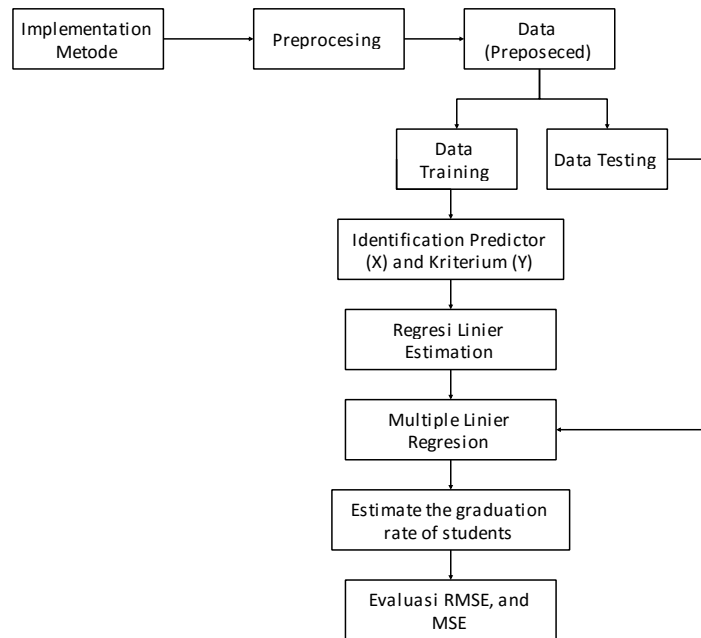 Implementation
Metode
Preprocesing
Data
(Preposeced)
Data
Training
Data Testing
Identification Predictor
(X) and Kriterium (Y)
Regresi Linier
Estimation
Multiple Linier
Regresion
Estimate the graduation
rate of students
Evaluasi RMSE, and
MSE